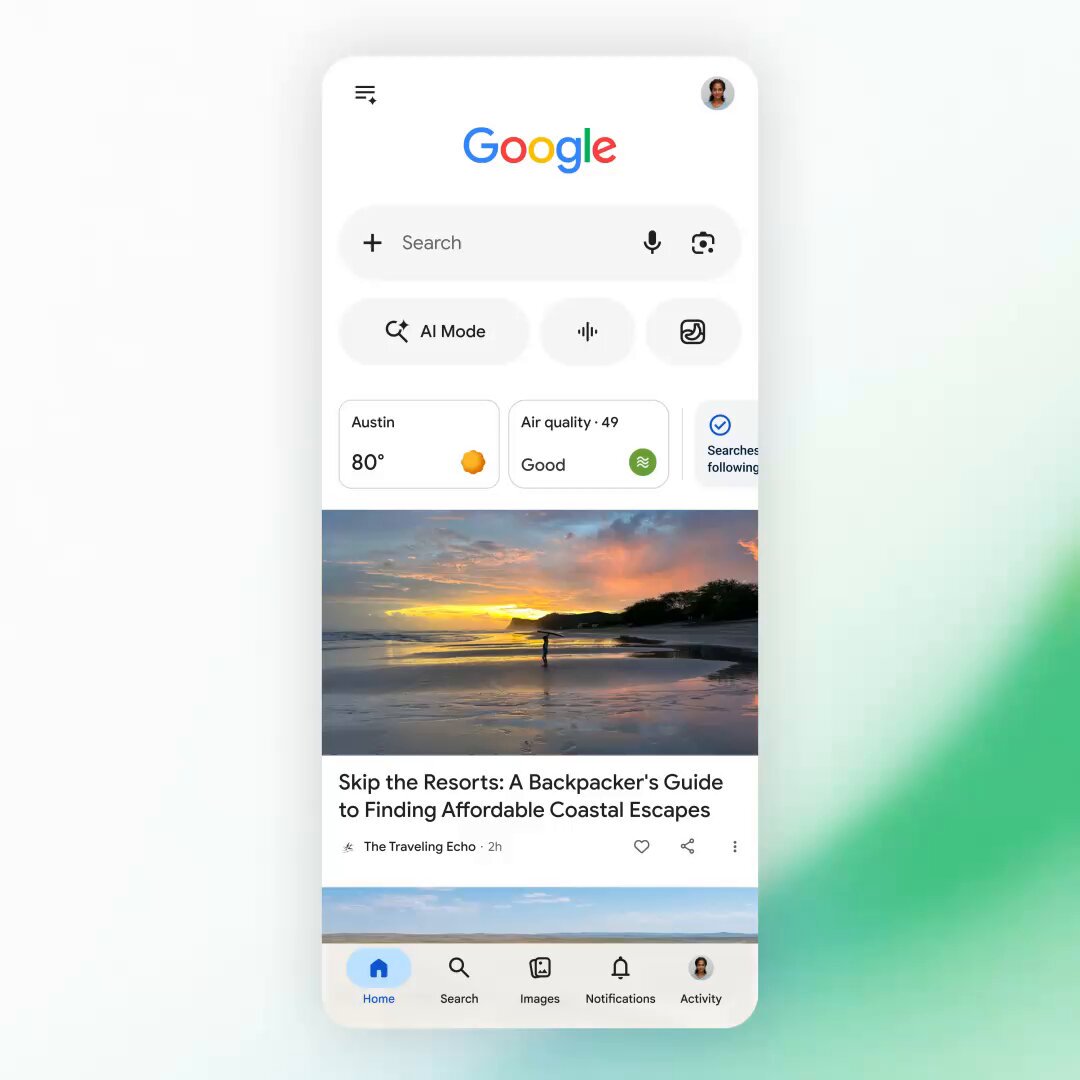 Google
Search
AI Mode
Austin
80°
Air quality · 49
Good
Searches
following
Skip the Resorts: A Backpacker's Guide
to Finding Affordable Coastal Escapes
The Traveling Echo · 2h
Home
Search
Images
Notifications
Activity